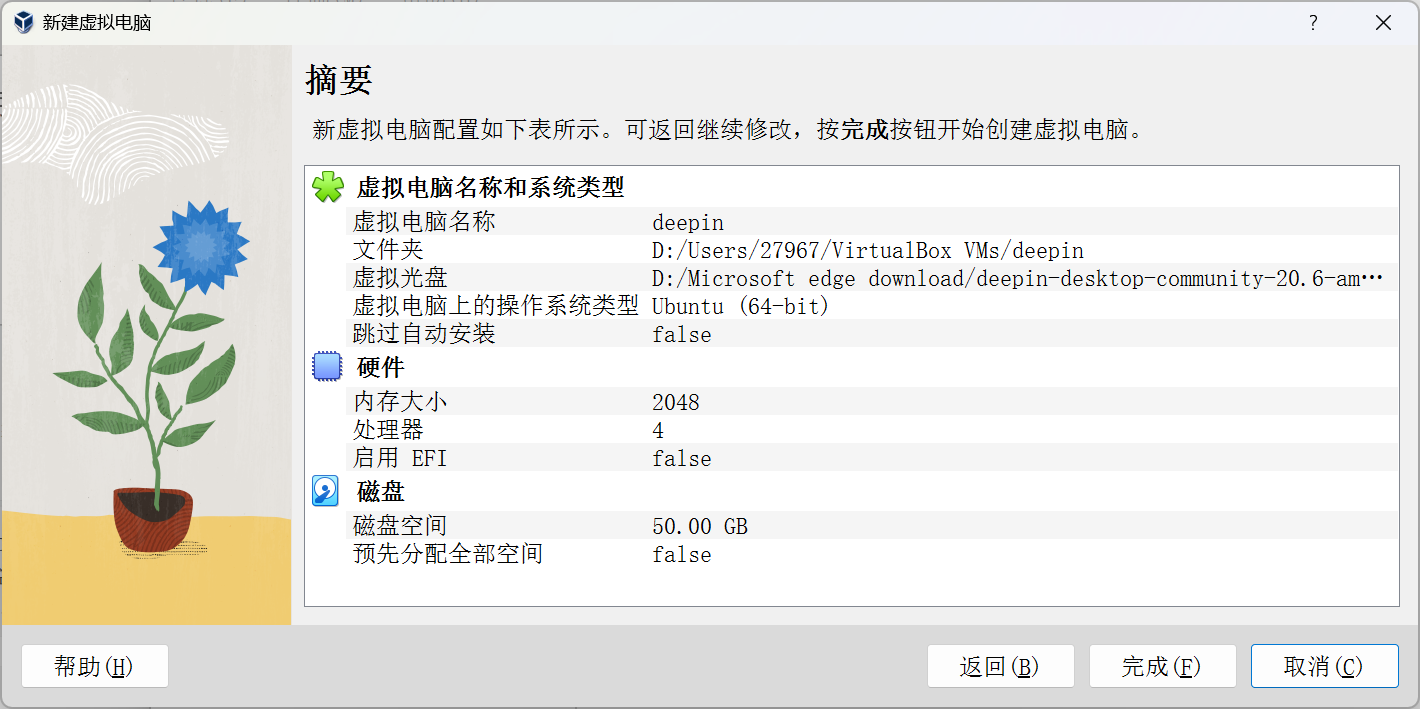 新建虚拟电脑
?
摘要
新虚拟电脑配置如下表所示。可返回继续修改，按完成按钮开始创建虚拟电脑。
虚拟电脑名称和系统类型
虚拟电脑名称 deepin
文件夹 D:/Users/27967/VirtualBox VMs/deepin
虚拟光盘 D:/Microsoft edge download/deepin-desktop-community-20.6-am…
虚拟电脑上的操作系统类型 Ubuntu (64-bit)
跳过自动安装 false
硬件
内存大小 2048
处理器 4
启用 EFI false
磁盘
磁盘空间 50.00 GB
预先分配全部空间 false
帮助(H) 返回(B) 完成(F) 取消(C)